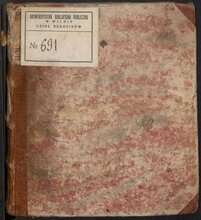 UNIWERSYTECKA BIBLIOTEKA PUBLICZNA
W WILNIE
DZIAŁ RĘKOPISÓW
№ 691